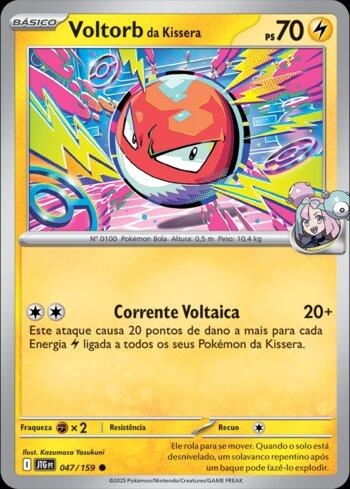 BÁSICO
Voltorb da Kissera PS 70
N° 0100 Pokémon Bola Altura: 0,5 m Peso: 10,4 kg
Corrente Voltaica 20+
Este ataque causa 20 pontos de dano a mais para cada
Energia ligada a todos os seus Pokémon da Kissera.
Fraqueza ×2 Resistência Recuo
Ilust. Kazumasa Yasukuni
I JTG PT 047/159
Ele rola para se mover. Se o solo está
desnivelado, um solavanco repentino após
um baque pode fazê-lo explodir.
©2025 Pokémon/Nintendo/Creatures/GAME FREAK